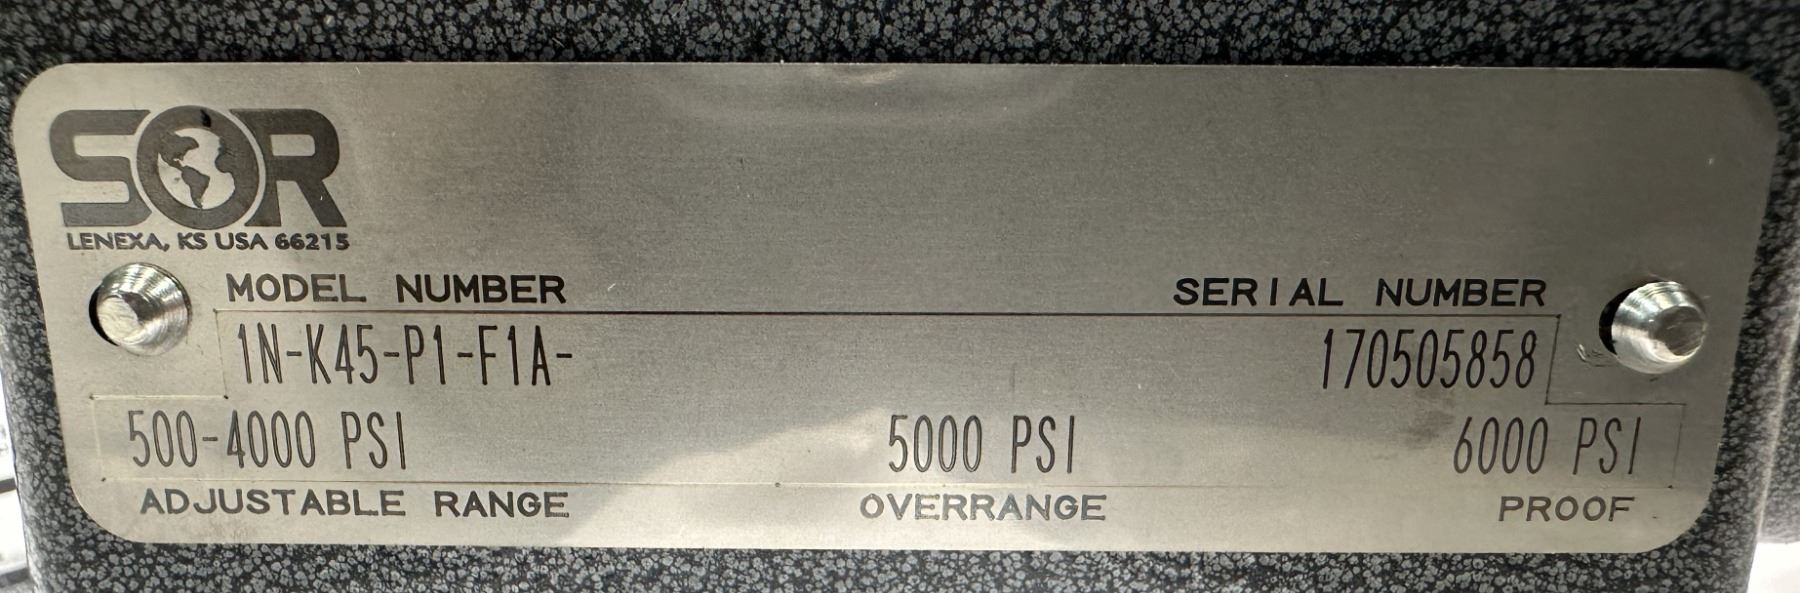 SOR
LENEXA, KS USA 66215
MODEL NUMBER
SERIAL NUMBER
1N-K45-P1-F1A-
170505858
500-4000 PSI
5000 PSI
6000 PSI
ADJUSTABLE RANGE
OVERRANGE
PROOF